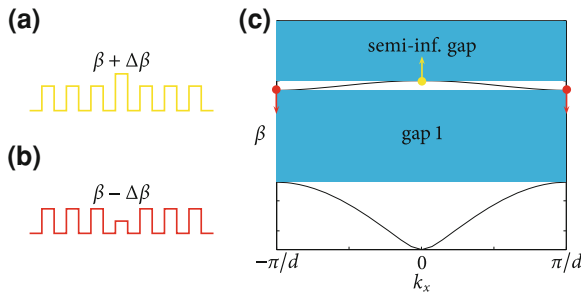 (a)
β + Δβ
(b)
β − Δβ
(c)
semi-inf. gap
β
gap 1
−π/d
0
π/d
kₓ